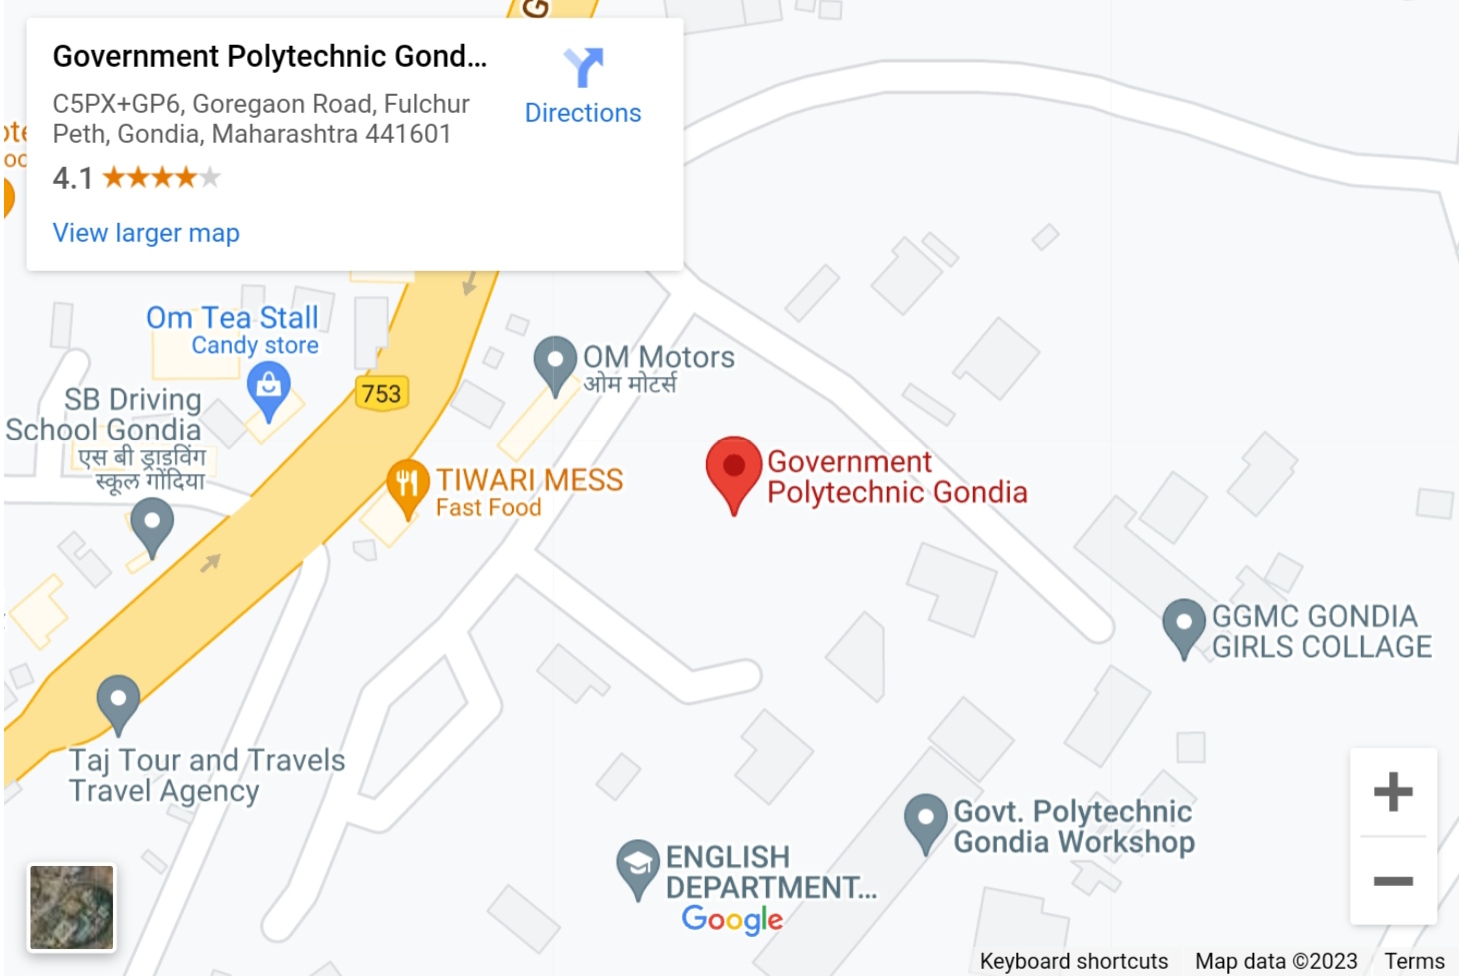 G
Government Polytechnic Gond...
C5PX+GP6, Goregaon Road, Fulchur
Peth, Gondia, Maharashtra 441601
4.1
View larger map
Directions
Om Tea Stall
Candy store
SB Driving
School Gondia
एस बी ड्राइविंग
स्कूल गोंदिया
753
OM Motors
ओम मोटर्स
TIWARI MESS
Fast Food
Government
Polytechnic Gondia
GGMC GONDIA
GIRLS COLLAGE
Taj Tour and Travels
Travel Agency
Govt. Polytechnic
Gondia Workshop
ENGLISH
DEPARTMENT...
Google
Keyboard shortcuts
Map data ©2023
Terms